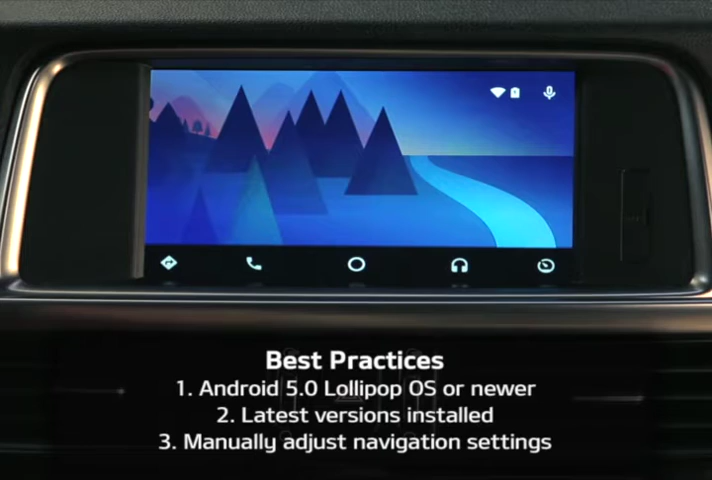 Best Practices
1. Android 5.0 Lollipop OS or newer
2. Latest versions installed
3. Manually adjust navigation settings